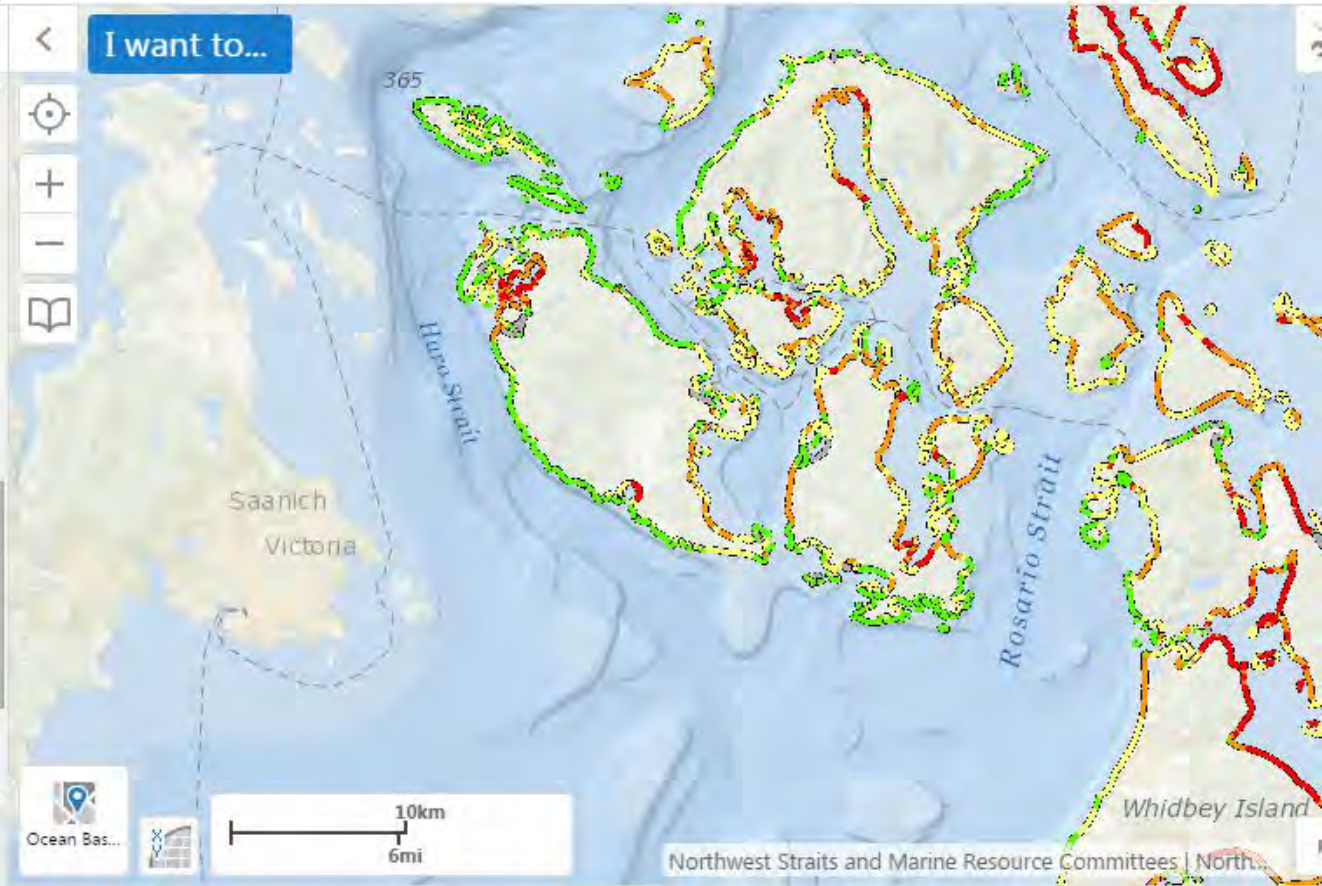 I want to...
365
Haro Strait
Saanich
Victoria
Rosario Strait
Whidbey Island
10km
6mi
Ocean Bas...
Northwest Straits and Marine Resource Committees | North...